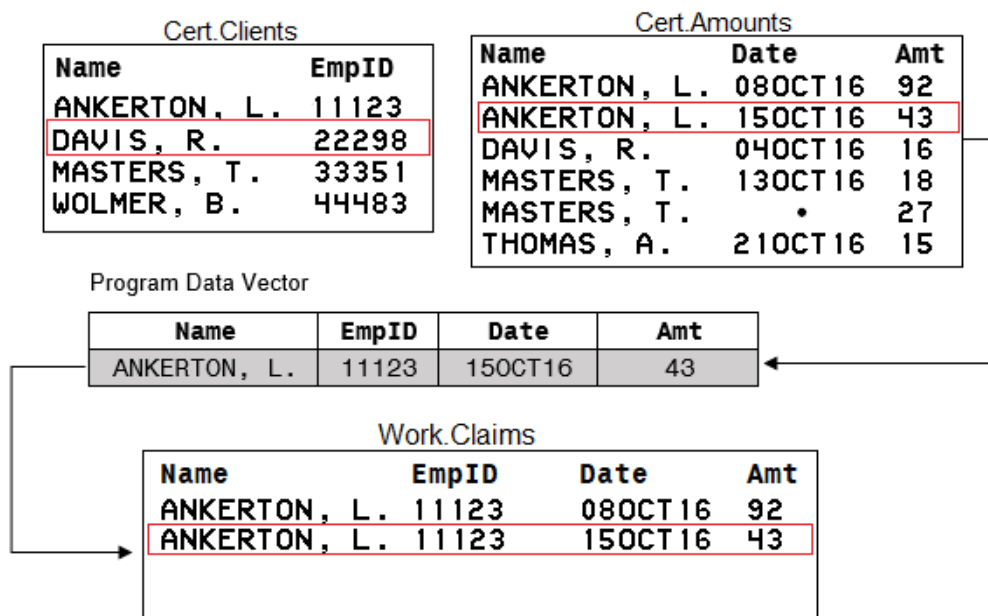 Cert.Clients
Name EmpID
ANKERTON, L. 11123
DAVIS, R. 22298
MASTERS, T. 33351
WOLMER, B. 44483
Cert.Amounts
Name Date Amt
ANKERTON, L. 08OCT16 92
ANKERTON, L. 15OCT16 43
DAVIS, R. 04OCT16 16
MASTERS, T. 13OCT16 18
MASTERS, T. . 27
THOMAS, A. 21OCT16 15
Program Data Vector
Name EmpID Date Amt
ANKERTON, L. 11123 15OCT16 43
Work.Claims
Name EmpID Date Amt
ANKERTON, L. 11123 08OCT16 92
ANKERTON, L. 11123 15OCT16 43